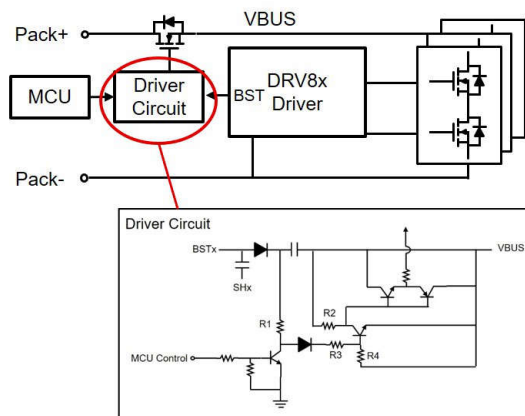 Pack+
VBUS
MCU
Driver
Circuit
BST
DRV8x
Driver
Pack-
Driver Circuit
BSTx
VBUS
SHx
R1
R2
MCU Control
R3
R4